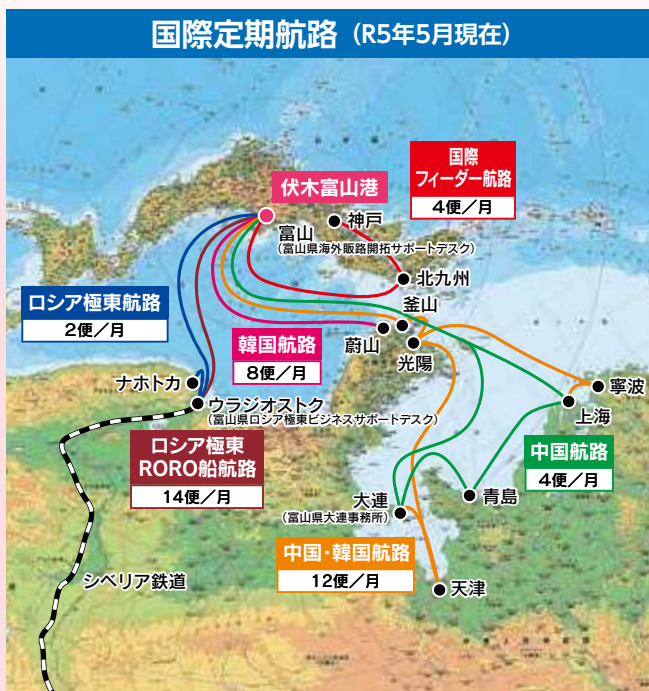 国際定期航路（R5年5月現在）
国際
フィーダー航路
4便／月
伏木富山港
神戸
富山
（富山県海外販路開拓サポートデスク）
北九州
ロシア極東航路
2便／月
釜山
韓国航路
8便／月
蔚山
光陽
ナホトカ
寧波
ウラジオストク
（富山県ロシア極東ビジネスサポートデスク）
上海
ロシア極東
RORO船航路
14便／月
中国航路
4便／月
大連
（富山県大連事務所）
青島
中国・韓国航路
12便／月
シベリア鉄道
天津